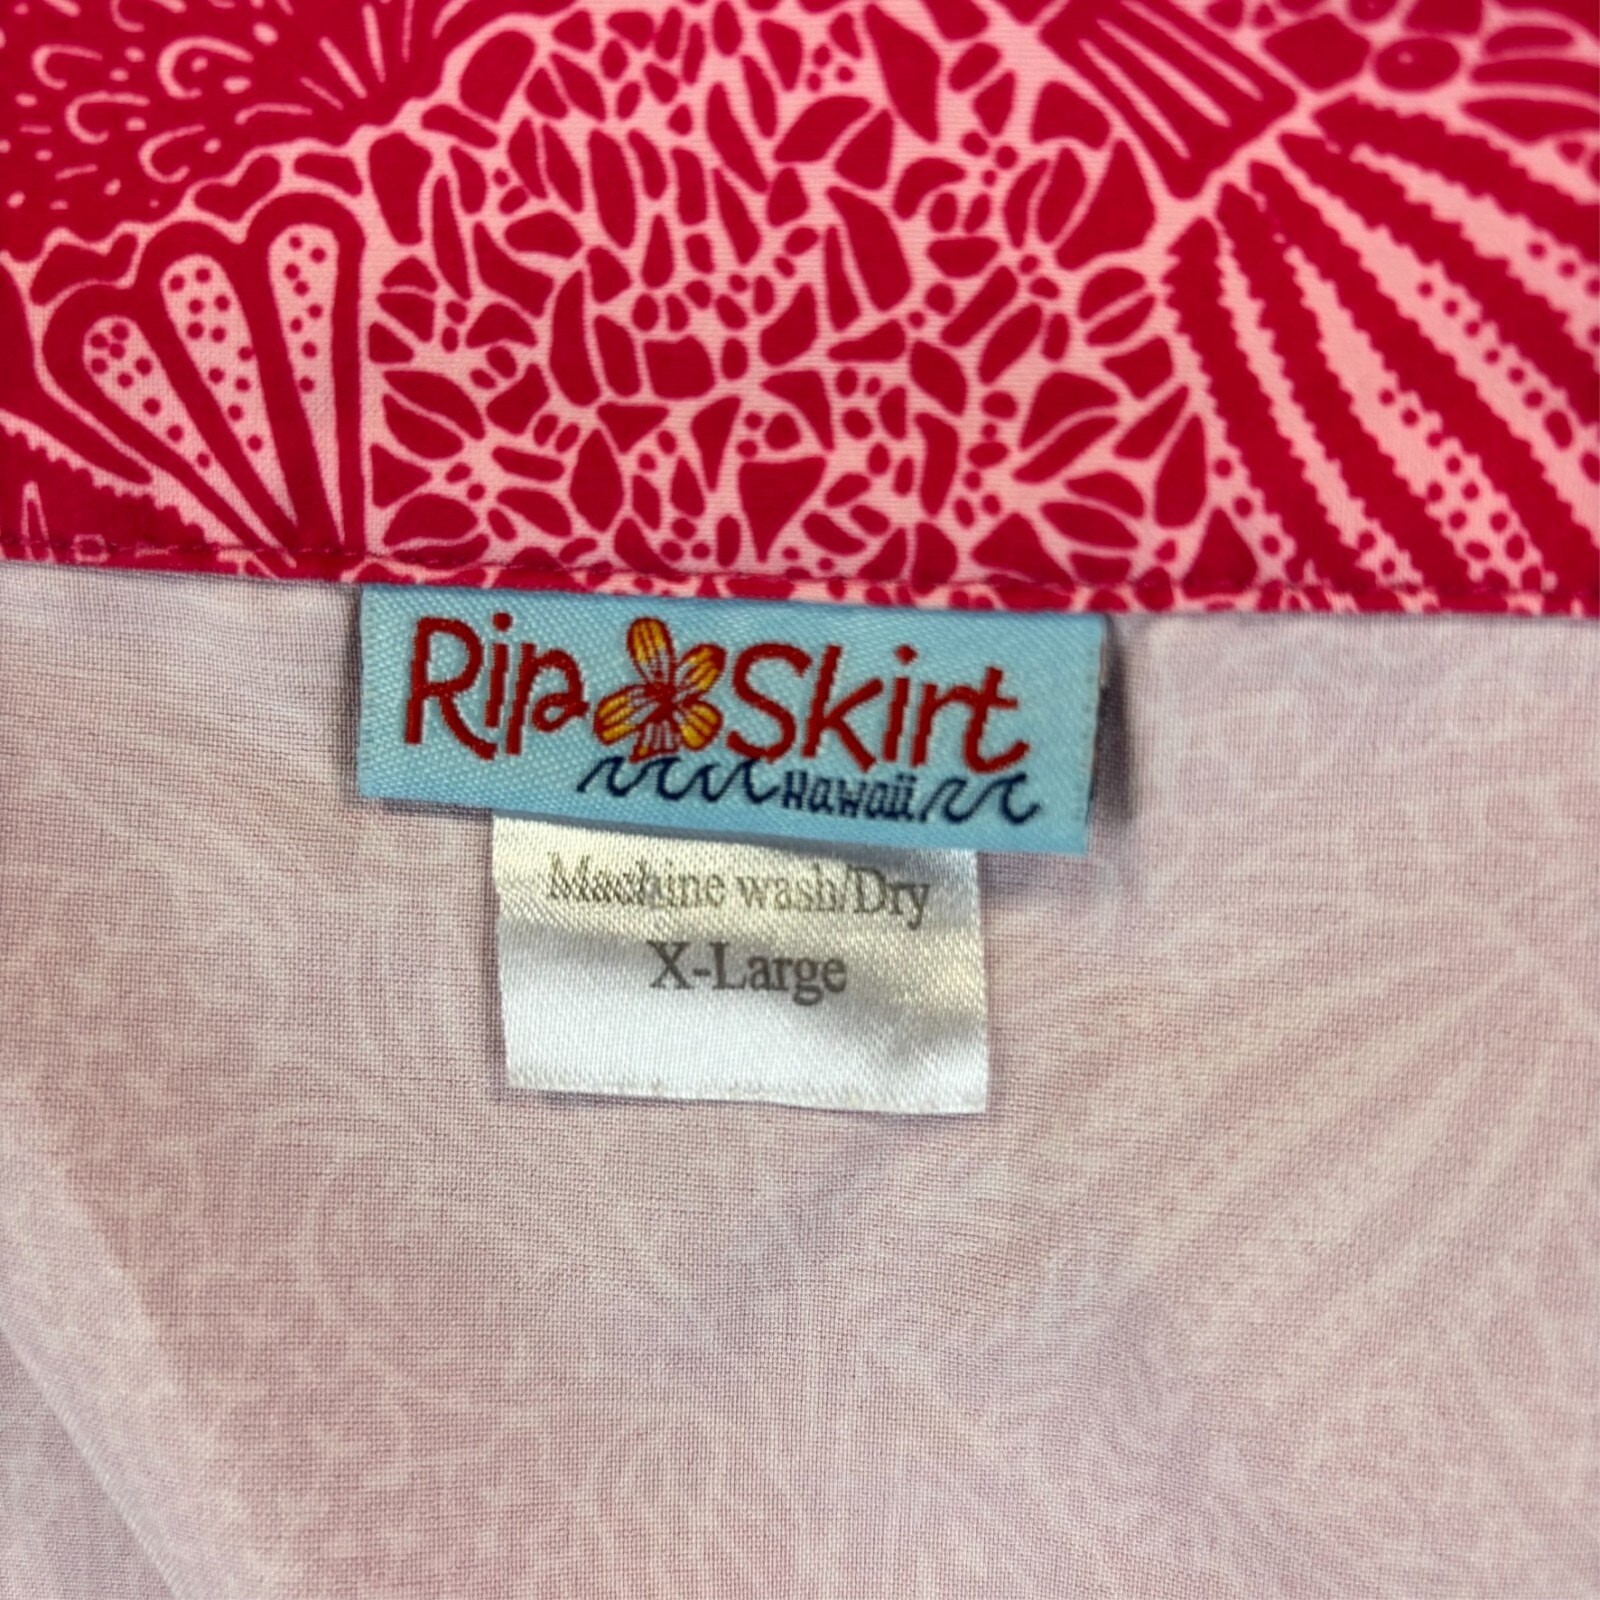 Rip Skirt
Hawaii
Machine wash/Dry
X-Large